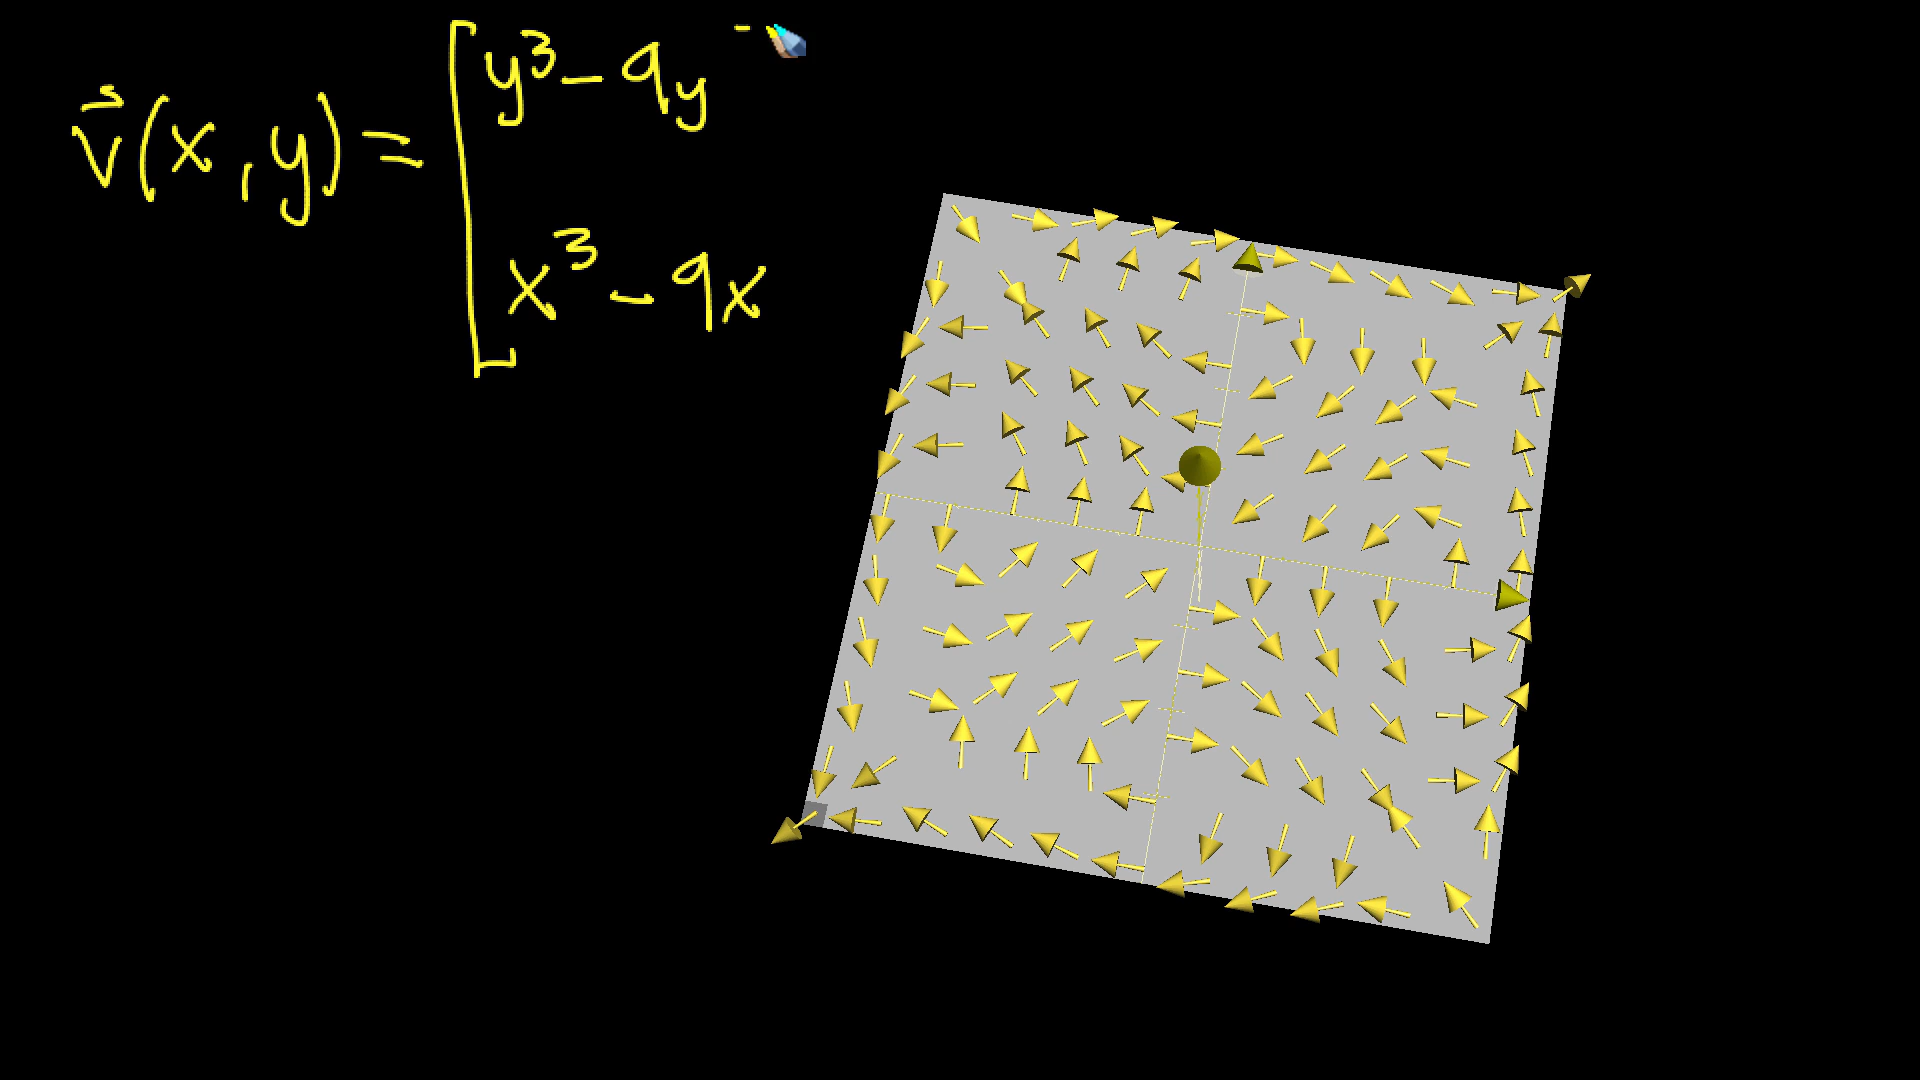 v⃗(x,y) = [ y³ - 9y
x³ - 9x